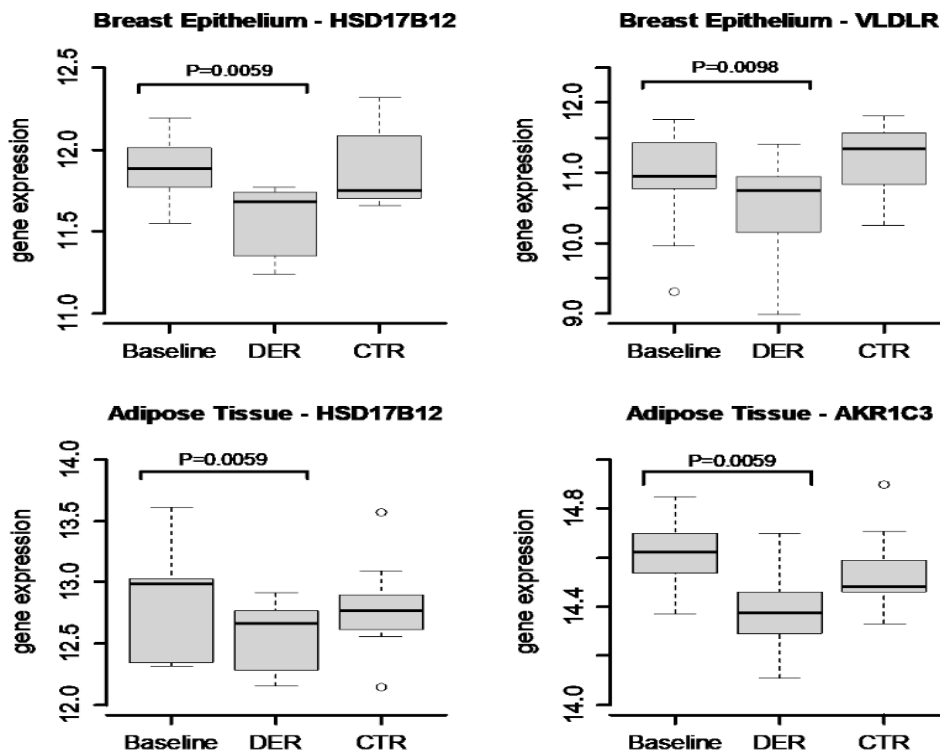 Breast Epithelium - HSD17B12
P=0.0059
gene expression
12.5
12.0
11.5
11.0
Baseline DER CTR
Breast Epithelium - VLDLR
P=0.0098
gene expression
12.0
11.0
10.0
9.0
Baseline DER CTR
Adipose Tissue - HSD17B12
P=0.0059
gene expression
14.0
13.5
13.0
12.5
12.0
Baseline DER CTR
Adipose Tissue - AKR1C3
P=0.0059
gene expression
14.8
14.4
14.0
Baseline DER CTR